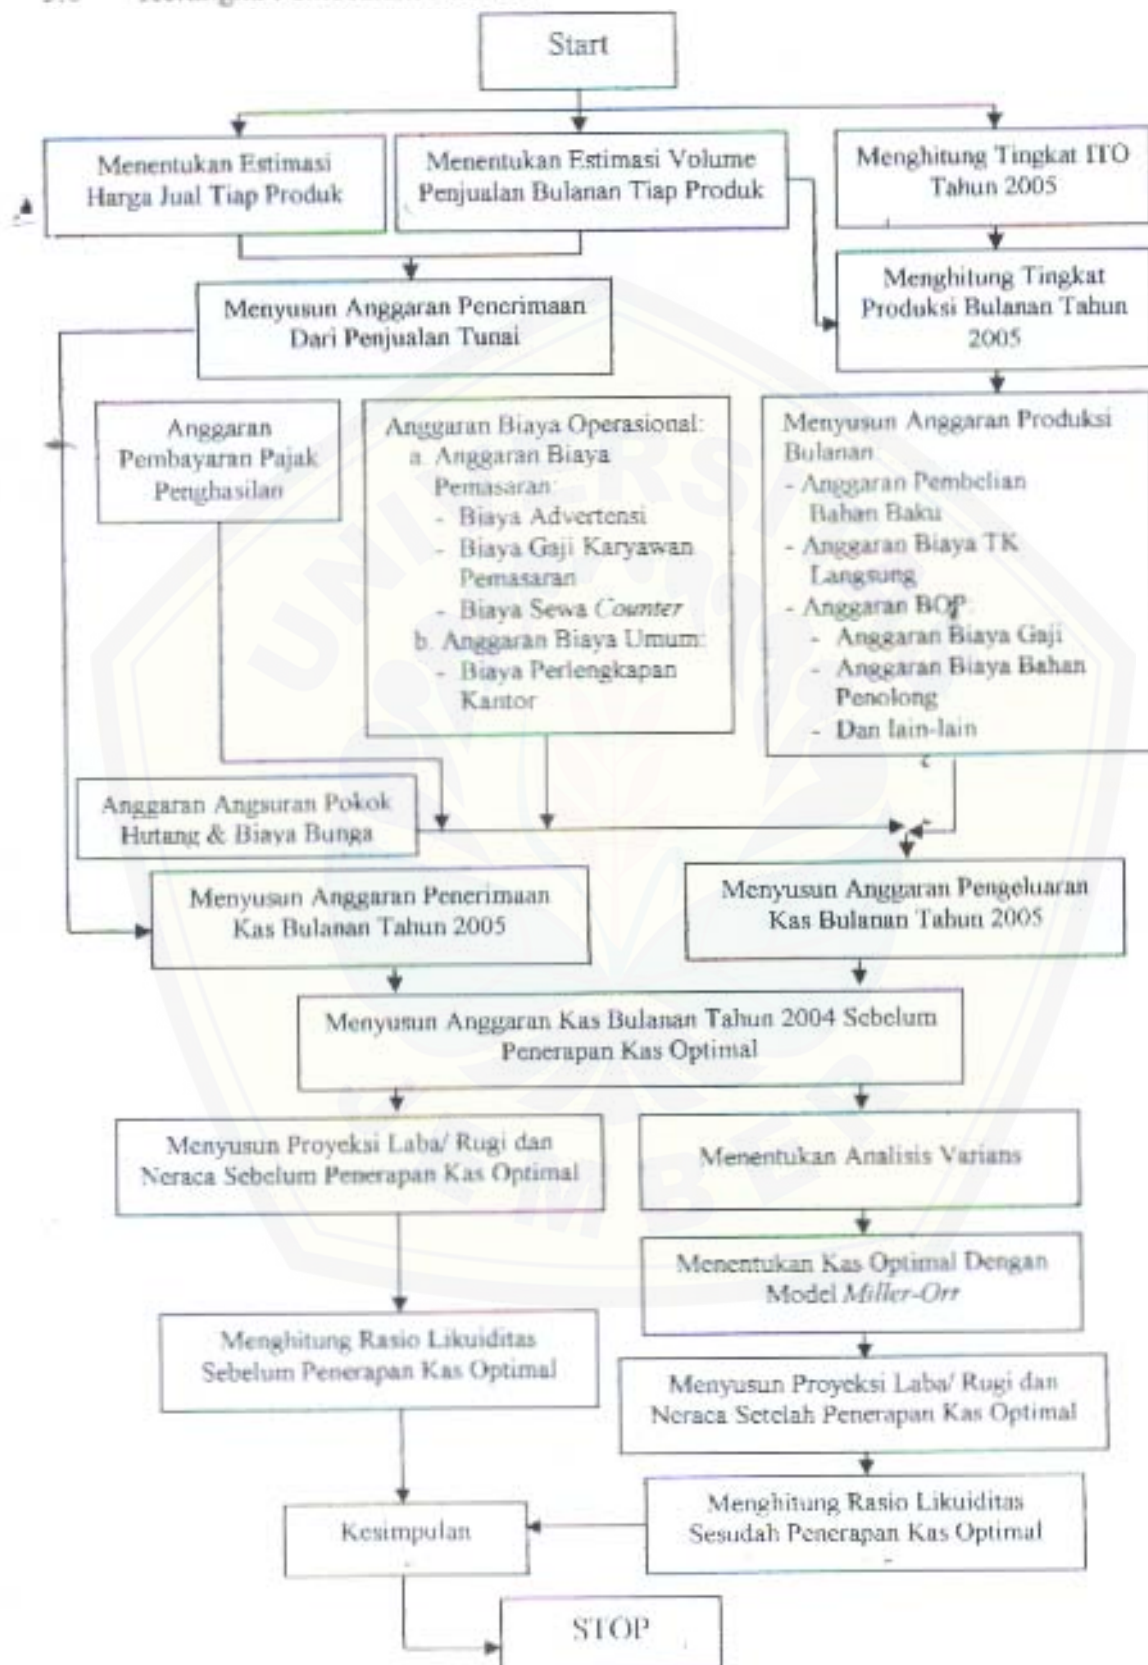 Start
Menentukan Estimasi
Harga Jual Tiap Produk
Menentukan Estimasi Volume
Penjualan Bulanan Tiap Produk
Menghitung Tingkat ITO
Tahun 2005
Menghitung Tingkat
Produksi Bulanan Tahun
2005
Menyusun Anggaran Penerimaan
Dari Penjualan Tunai
Anggaran
Pembayaran Pajak
Penghasilan
Anggaran Biaya Operasional:
a. Anggaran Biaya
Pemasaran:
- Biaya Advertensi
- Biaya Gaji Karyawan
Pemasaran
- Biaya Sewa Counter
b. Anggaran Biaya Umum:
- Biaya Perlengkapan
Kantor
Menyusun Anggaran Produksi
Bulanan:
- Anggaran Pembelian
Bahan Baku
- Anggaran Biaya TK
Langsung
- Anggaran BOP:
- Anggaran Biaya Gaji
- Anggaran Biaya Bahan
Penolong
- Dan lain-lain
Anggaran Angsuran Pokok
Hutang & Biaya Bunga
Menyusun Anggaran Penerimaan
Kas Bulanan Tahun 2005
Menyusun Anggaran Pengeluaran
Kas Bulanan Tahun 2005
Menyusun Anggaran Kas Bulanan Tahun 2004 Sebelum
Penerapan Kas Optimal
Menyusun Proyeksi Laba/ Rugi dan
Neraca Sebelum Penerapan Kas Optimal
Menentukan Analisis Varians
Menentukan Kas Optimal Dengan
Model Miller-Orr
Menghitung Rasio Likuiditas
Sebelum Penerapan Kas Optimal
Menyusun Proyeksi Laba/ Rugi dan
Neraca Setelah Penerapan Kas Optimal
Menghitung Rasio Likuiditas
Sesudah Penerapan Kas Optimal
Kesimpulan
STOP
UNIVERSITAS
JEMBER